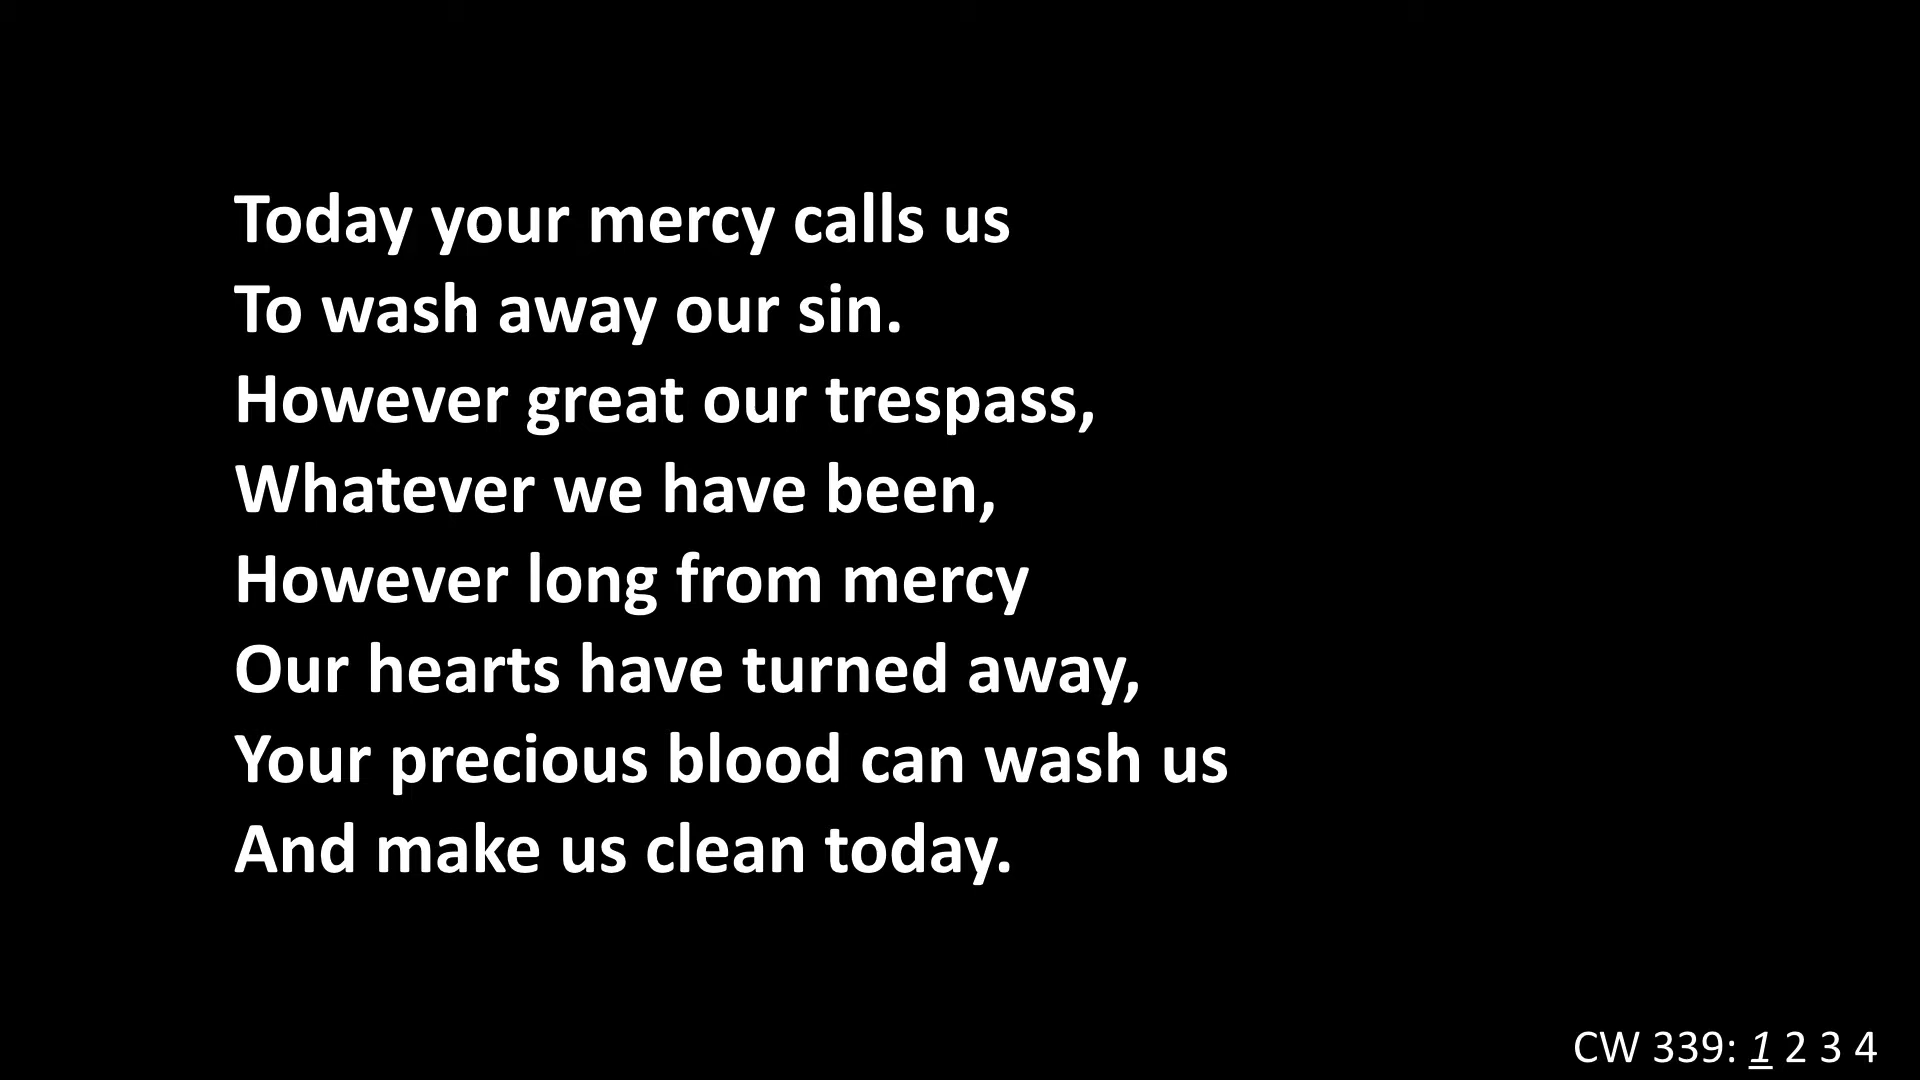 Today your mercy calls us
To wash away our sin.
However great our trespass,
Whatever we have been,
However long from mercy
Our hearts have turned away,
Your precious blood can wash us
And make us clean today.
CW 339: 1 2 3 4